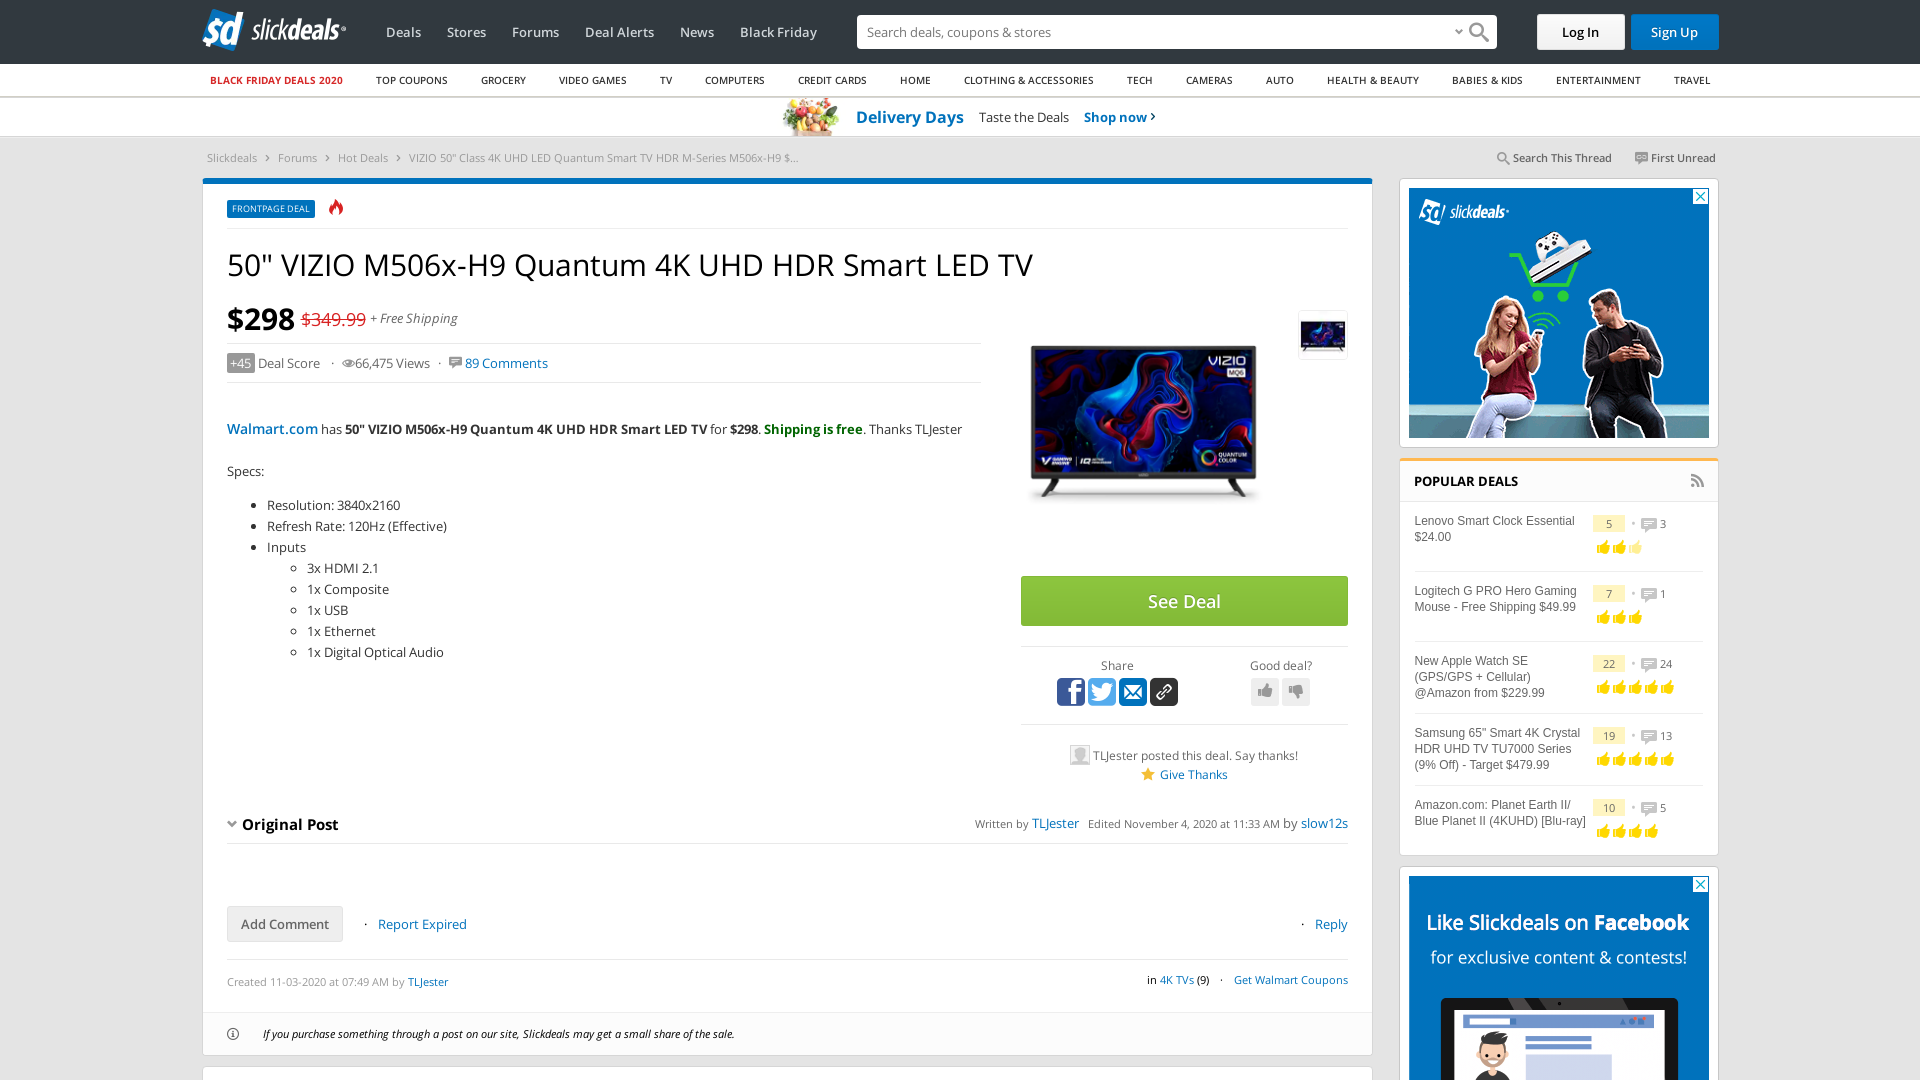 sd slickdeals
Deals Stores Forums Deal Alerts News Black Friday Search deals, coupons & stores Log In Sign Up
BLACK FRIDAY DEALS 2020 TOP COUPONS GROCERY VIDEO GAMES TV COMPUTERS CREDIT CARDS HOME CLOTHING & ACCESSORIES TECH CAMERAS AUTO HEALTH & BEAUTY BABIES & KIDS ENTERTAINMENT TRAVEL
Delivery Days Taste the Deals Shop now
Slickdeals Forums Hot Deals VIZIO 50" Class 4K UHD LED Quantum Smart TV HDR M-Series M506x-H9 $...
Search This Thread First Unread
FRONTPAGE DEAL
50" VIZIO M506x-H9 Quantum 4K UHD HDR Smart LED TV
$298 $349.99 + Free Shipping
+45 Deal Score · 66,475 Views · 89 Comments
Walmart.com has 50" VIZIO M506x-H9 Quantum 4K UHD HDR Smart LED TV for $298. Shipping is free. Thanks TLJester
Specs:
Resolution: 3840x2160
Refresh Rate: 120Hz (Effective)
Inputs
3x HDMI 2.1
1x Composite
1x USB
1x Ethernet
1x Digital Optical Audio
VIZIO
MQ6
QUANTUM
COLOR
See Deal
Share
Good deal?
TLJester posted this deal. Say thanks!
Give Thanks
Original Post
Written by TLJester Edited November 4, 2020 at 11:33 AM by slow12s
Add Comment · Report Expired
· Reply
Created 11-03-2020 at 07:49 AM by TLJester
in 4K TVs (9) · Get Walmart Coupons
If you purchase something through a post on our site, Slickdeals may get a small share of the sale.
sd slickdeals
POPULAR DEALS
Lenovo Smart Clock Essential
$24.00
5 • 3
Logitech G PRO Hero Gaming
Mouse - Free Shipping $49.99
7 • 1
New Apple Watch SE
(GPS/GPS + Cellular)
@Amazon from $229.99
22 • 24
Samsung 65" Smart 4K Crystal
HDR UHD TV TU7000 Series
(9% Off) - Target $479.99
19 • 13
Amazon.com: Planet Earth II/
Blue Planet II (4KUHD) [Blu-ray]
10 • 5
Like Slickdeals on Facebook
for exclusive content & contests!